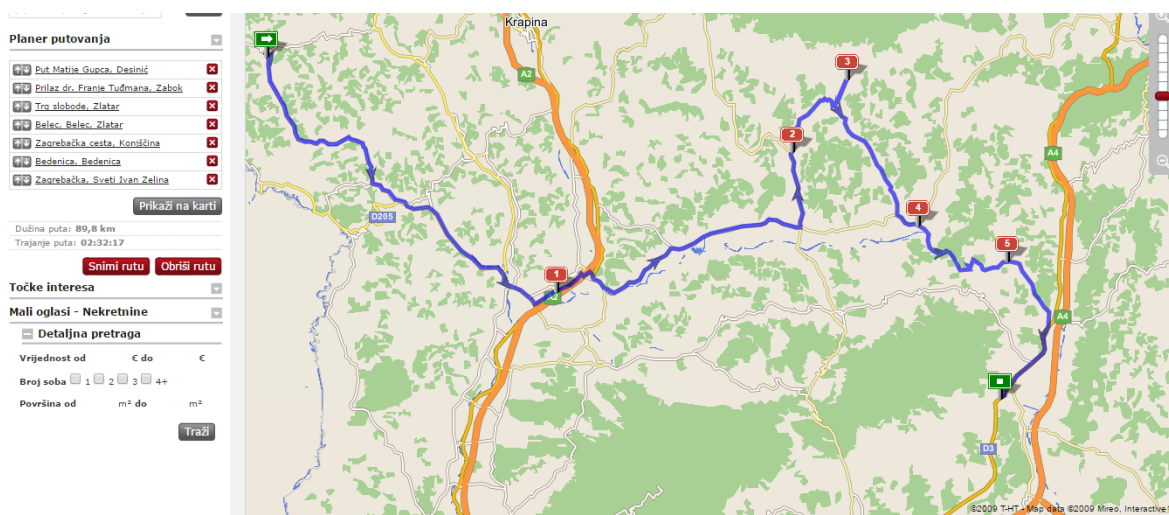 Planer putovanja
Put Matije Gupca, Desinić
Prilaz dr. Franje Tuđmana, Zabok
Trg slobode, Zlatar
Belec, Belec, Zlatar
Zagrebačka cesta, Konjščina
Bedenica, Bedenica
Zagrebačka, Sveti Ivan Zelina
Prikaži na karti
Dužina puta: 89,8 km
Trajanje puta: 02:32:17
Snimi rutu Obriši rutu
Točke interesa
Mali oglasi - Nekretnine
Detaljna pretraga
Vrijednost od € do €
Broj soba 1 2 3 4+
Površina od m² do m²
Traži
Krapina
A2
3
2
A4
D205
4
5
1
A2
A4
D3
©2009 T-HT - Map data ©2009 Mireo, Interactive